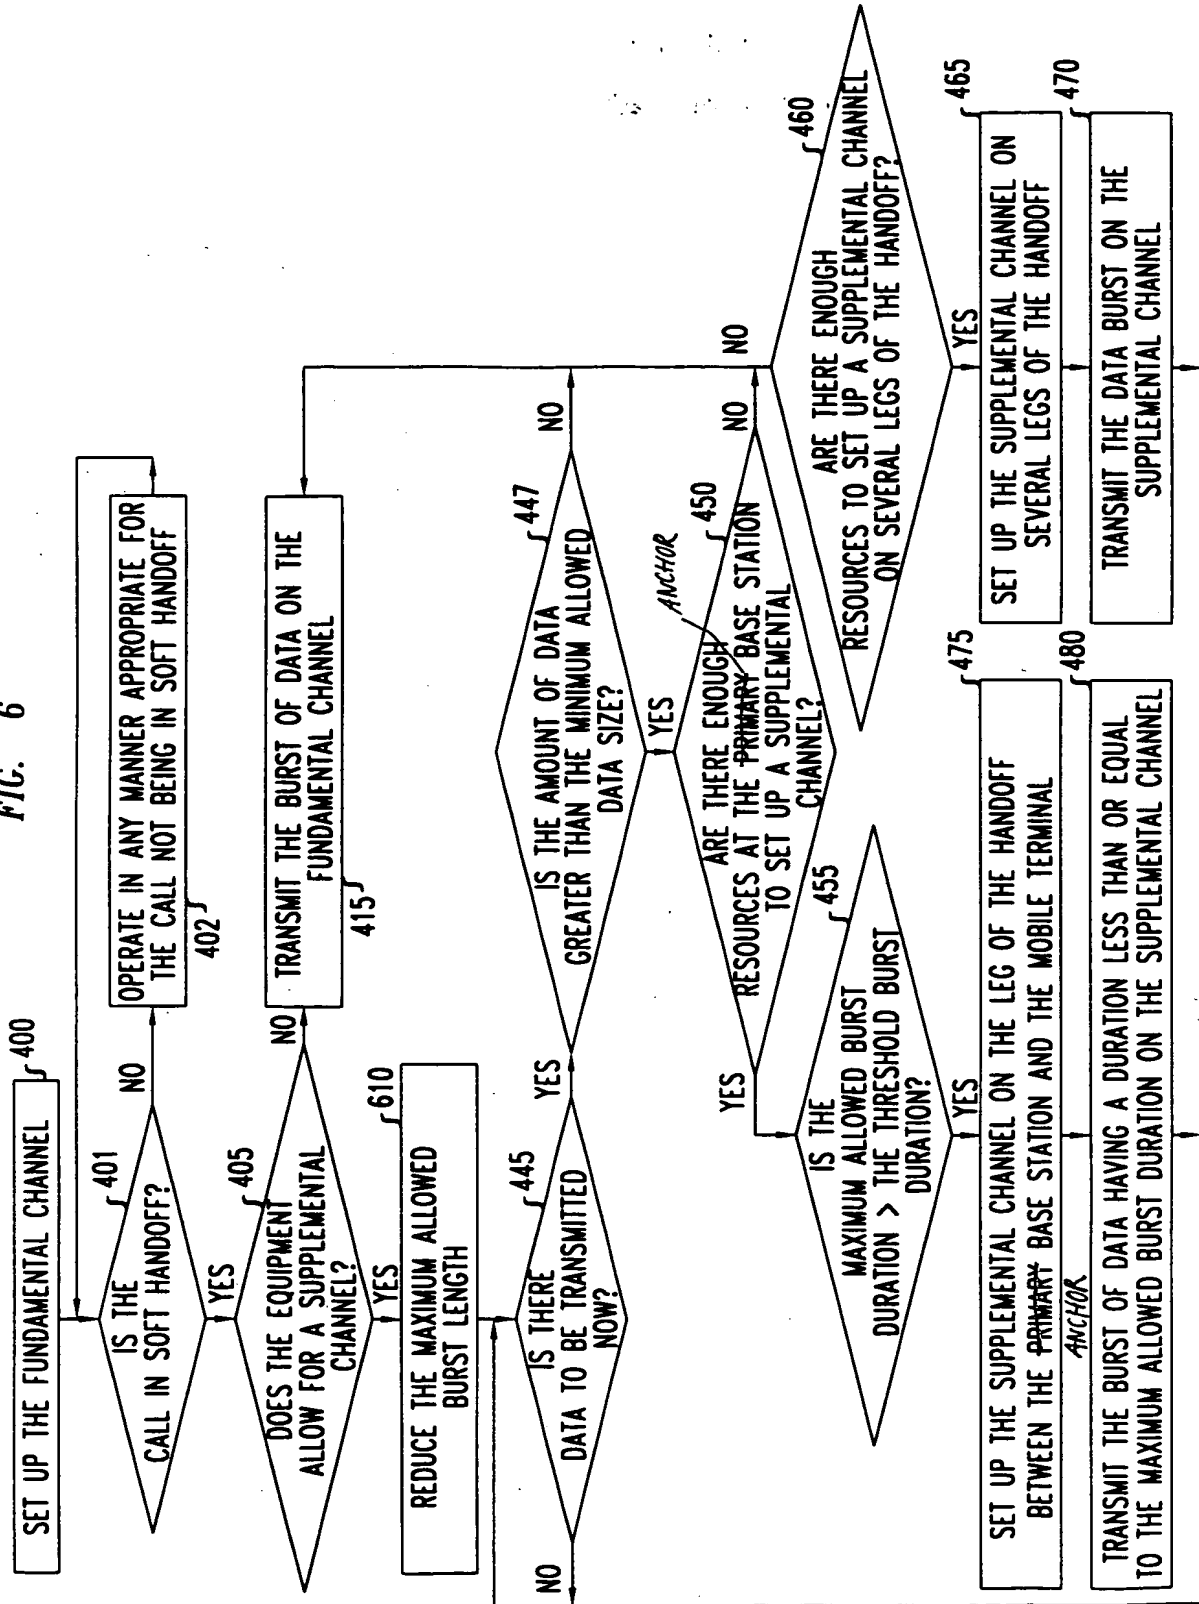 FIG. 6
SET UP THE FUNDAMENTAL CHANNEL
400
IS THE
CALL IN SOFT HANDOFF?
401
NO
OPERATE IN ANY MANNER APPROPRIATE FOR
THE CALL NOT BEING IN SOFT HANDOFF
402
YES
DOES THE EQUIPMENT
ALLOW FOR A SUPPLEMENTAL
CHANNEL?
405
NO
TRANSMIT THE BURST OF DATA ON THE
FUNDAMENTAL CHANNEL
415
YES
REDUCE THE MAXIMUM ALLOWED
BURST LENGTH
610
IS THERE
DATA TO BE TRANSMITTED
NOW?
445
NO
YES
IS THE AMOUNT OF DATA
GREATER THAN THE MINIMUM ALLOWED
DATA SIZE?
447
NO
YES
ARE THERE ENOUGH
RESOURCES AT THE PRIMARY BASE STATION
TO SET UP A SUPPLEMENTAL
CHANNEL?
ANCHOR
450
NO
YES
IS THE
MAXIMUM ALLOWED BURST
DURATION > THE THRESHOLD BURST
DURATION?
455
ARE THERE ENOUGH
RESOURCES TO SET UP A SUPPLEMENTAL CHANNEL
ON SEVERAL LEGS OF THE HANDOFF?
460
NO
YES
SET UP THE SUPPLEMENTAL CHANNEL ON THE LEG OF THE HANDOFF
BETWEEN THE PRIMARY BASE STATION AND THE MOBILE TERMINAL
ANCHOR
475
YES
SET UP THE SUPPLEMENTAL CHANNEL ON
SEVERAL LEGS OF THE HANDOFF
465
TRANSMIT THE BURST OF DATA HAVING A DURATION LESS THAN OR EQUAL
TO THE MAXIMUM ALLOWED BURST DURATION ON THE SUPPLEMENTAL CHANNEL
480
TRANSMIT THE DATA BURST ON THE
SUPPLEMENTAL CHANNEL
470